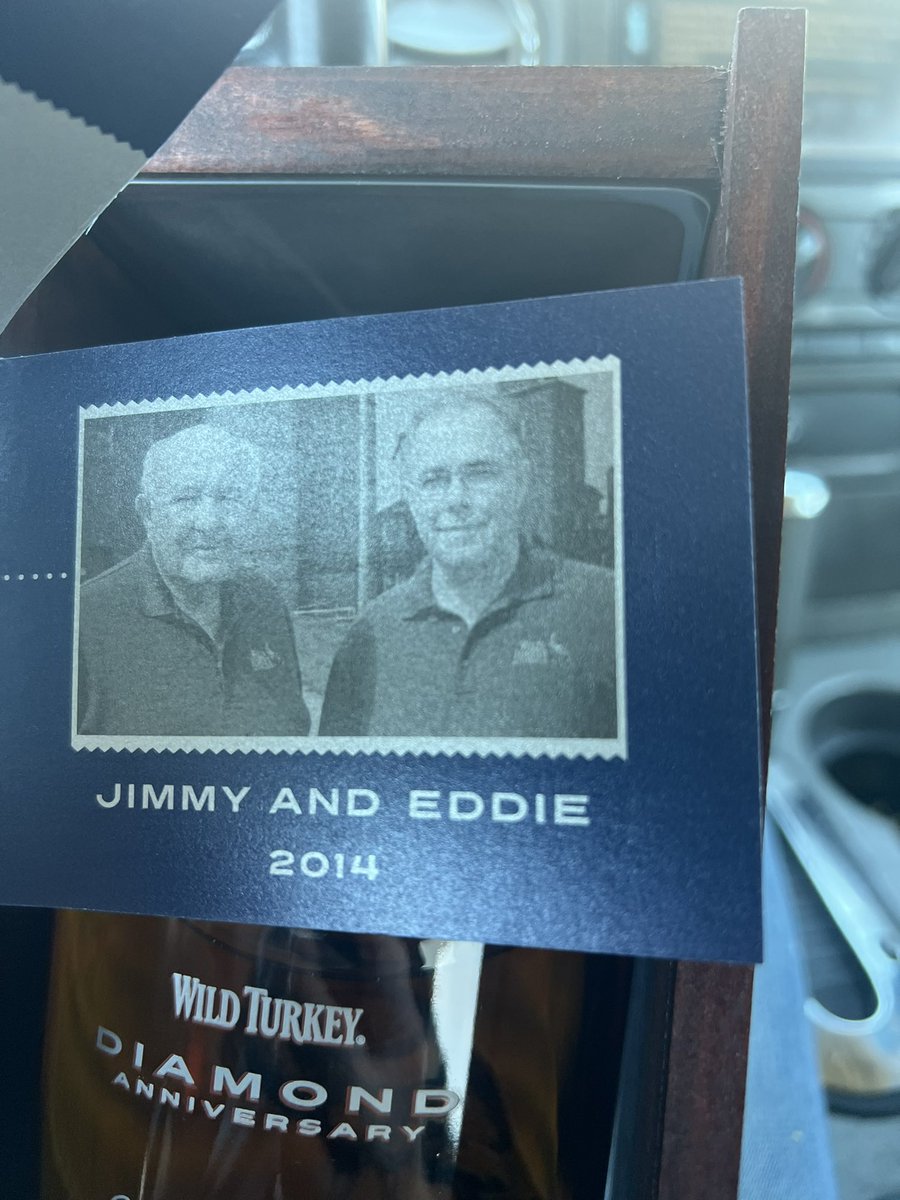 JIMMY AND EDDIE
2014
WILD TURKEY.
DIAMOND
ANNIVERSARY